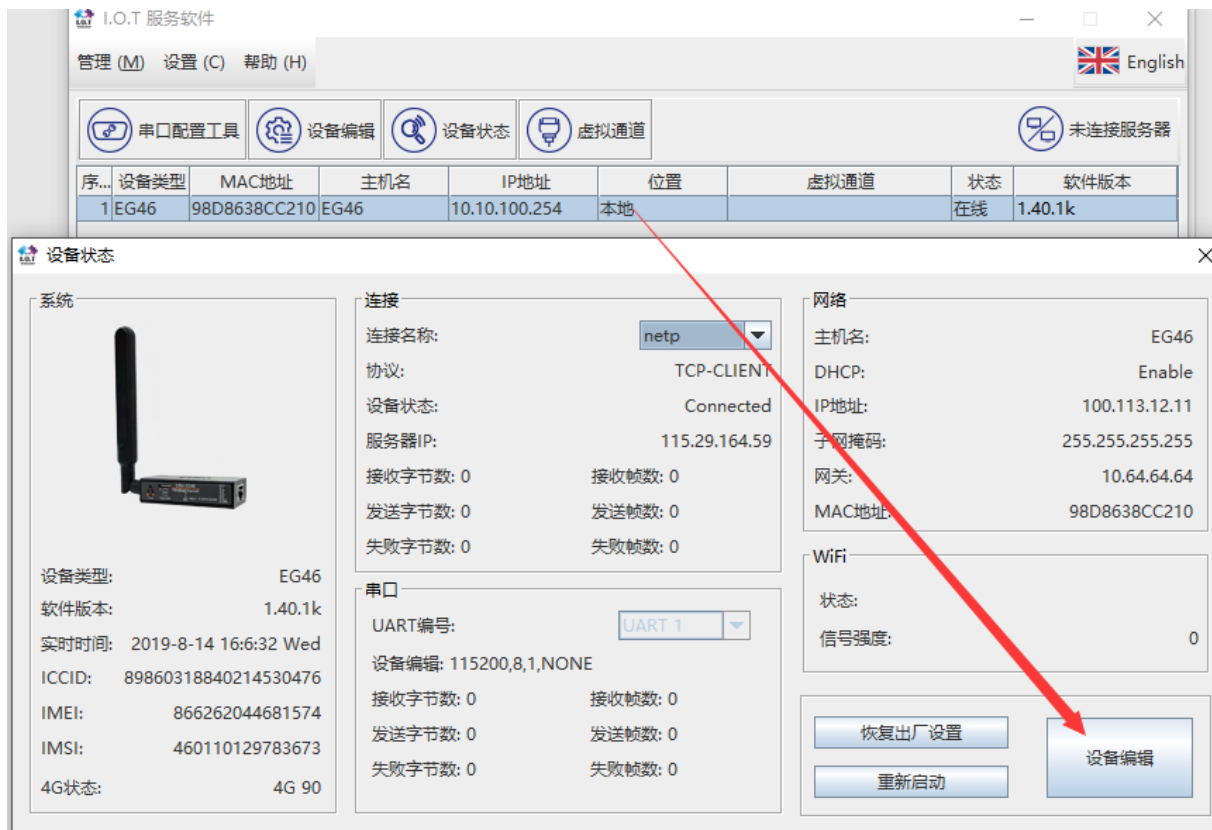 I.O.T 服务软件
管理 (M) 设置 (C) 帮助 (H)
English
串口配置工具 设备编辑 设备状态 虚拟通道 未连接服务器
序... 设备类型 MAC地址 主机名 IP地址 位置 虚拟通道 状态 软件版本
1 EG46 98D8638CC210 EG46 10.10.100.254 本地 在线 1.40.1k
设备状态
系统
设备类型: EG46
软件版本: 1.40.1k
实时时间: 2019-8-14 16:6:32 Wed
ICCID: 89860318840214530476
IMEI: 866262044681574
IMSI: 460110129783673
4G状态: 4G 90
连接
连接名称: netp
协议: TCP-CLIENT
设备状态: Connected
服务器IP: 115.29.164.59
接收字节数: 0 接收帧数: 0
发送字节数: 0 发送帧数: 0
失败字节数: 0 失败帧数: 0
串口
UART编号: UART 1
设备编辑: 115200,8,1,NONE
接收字节数: 0 接收帧数: 0
发送字节数: 0 发送帧数: 0
失败字节数: 0 失败帧数: 0
网络
主机名: EG46
DHCP: Enable
IP地址: 100.113.12.11
子网掩码: 255.255.255.255
网关: 10.64.64.64
MAC地址: 98D8638CC210
WiFi
状态:
信号强度: 0
恢复出厂设置
重新启动
设备编辑